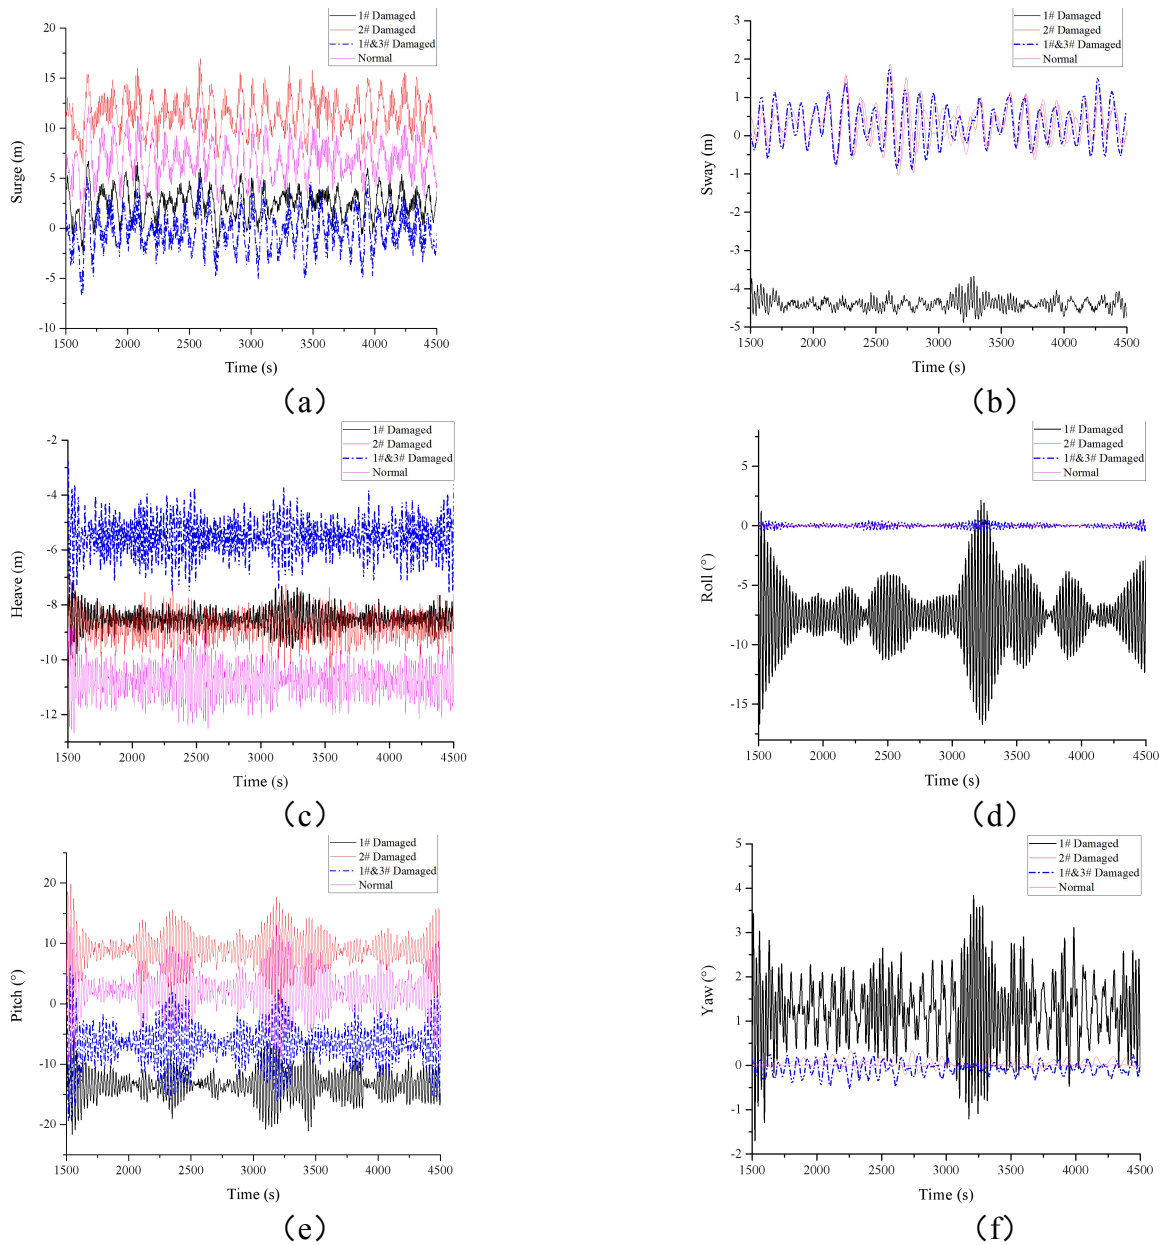 1# Damaged
2# Damaged
1#&3# Damaged
Normal
20
15
10
5
0
-5
-10
Surge (m)
1500 2000 2500 3000 3500 4000 4500
Time (s)
(a)
1# Damaged
2# Damaged
1#&3# Damaged
Normal
3
2
1
0
-1
-2
-3
-4
-5
Sway (m)
1500 2000 2500 3000 3500 4000 4500
Time (s)
(b)
1# Damaged
2# Damaged
1#&3# Damaged
Normal
-2
-4
-6
-8
-10
-12
Heave (m)
1500 2000 2500 3000 3500 4000 4500
Time (s)
(c)
1# Damaged
2# Damaged
1#&3# Damaged
Normal
5
0
-5
-10
-15
Roll (°)
1500 2000 2500 3000 3500 4000 4500
Time (s)
(d)
1# Damaged
2# Damaged
1#&3# Damaged
Normal
20
10
0
-10
-20
Pitch (°)
1500 2000 2500 3000 3500 4000 4500
Time (s)
(e)
1# Damaged
2# Damaged
1#&3# Damaged
Normal
5
4
3
2
1
0
-1
-2
Yaw (°)
1500 2000 2500 3000 3500 4000 4500
Time (s)
(f)